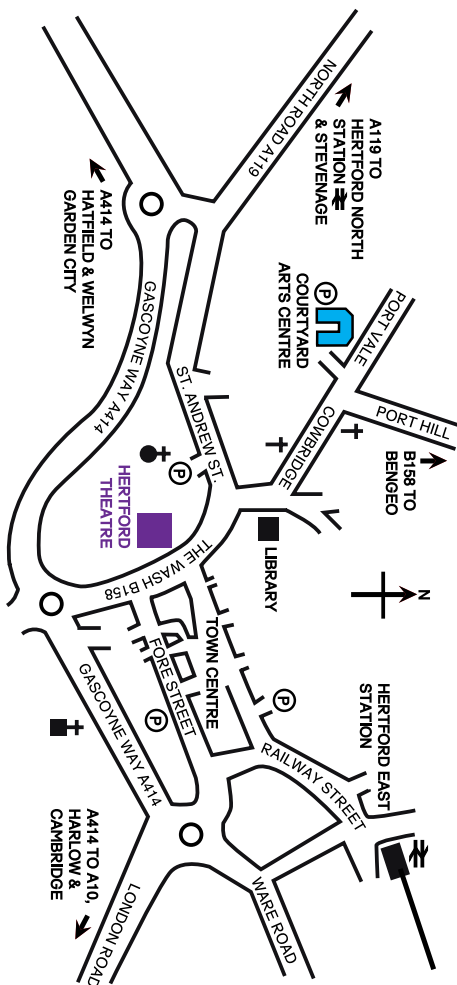 NORTH ROAD A119
A119 TO
HERTFORD NORTH
STATION
& STEVENAGE
A414 TO
HATFIELD & WELWYN
GARDEN CITY
GASCOYNE WAY A414
P
COURTYARD
ARTS CENTRE
PORT VALE
PORT HILL
B158 TO
BENGEO
COWBRIDGE
ST. ANDREW ST.
P
HERTFORD
THEATRE
LIBRARY
N
THE WASH B158
TOWN CENTRE
FORE STREET
P
P
GASCOYNE WAY A414
HERTFORD EAST
STATION
RAILWAY STREET
WARE ROAD
A414 TO A10,
HARLOW &
CAMBRIDGE
LONDON ROAD